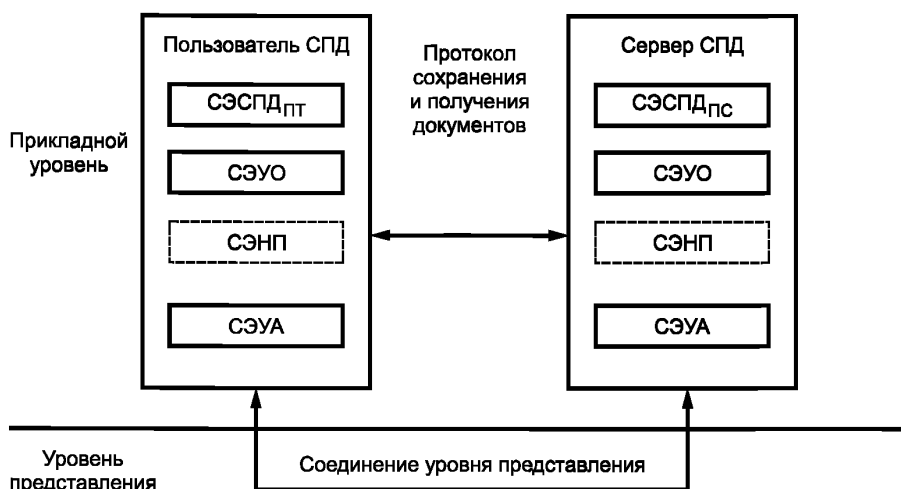 Пользователь СПД
СЭСПДПТ
СЭУО
СЭНП
СЭУА
Протокол
сохранения
и получения
документов
Сервер СПД
СЭСПДПС
СЭУО
СЭНП
СЭУА
Прикладной
уровень
Уровень
представления
Соединение уровня представления